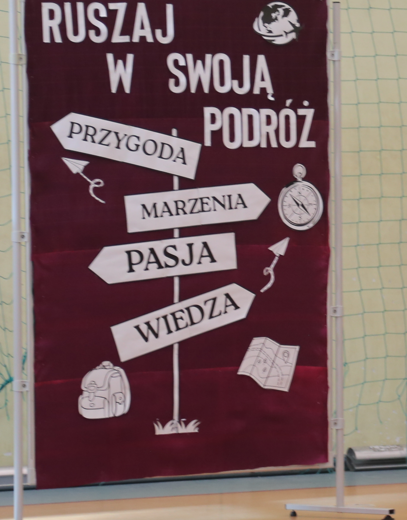 RUSZAJ
W SWOJĄ
PODRÓŻ
PRZYGODA
MARZENIA
PASJA
WIEDZA